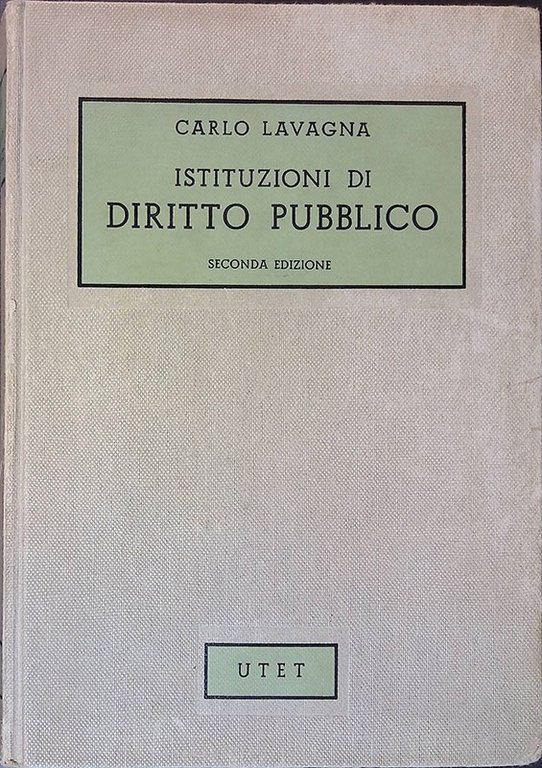 CARLO LAVAGNA
ISTITUZIONI DI
DIRITTO PUBBLICO
SECONDA EDIZIONE
UTET